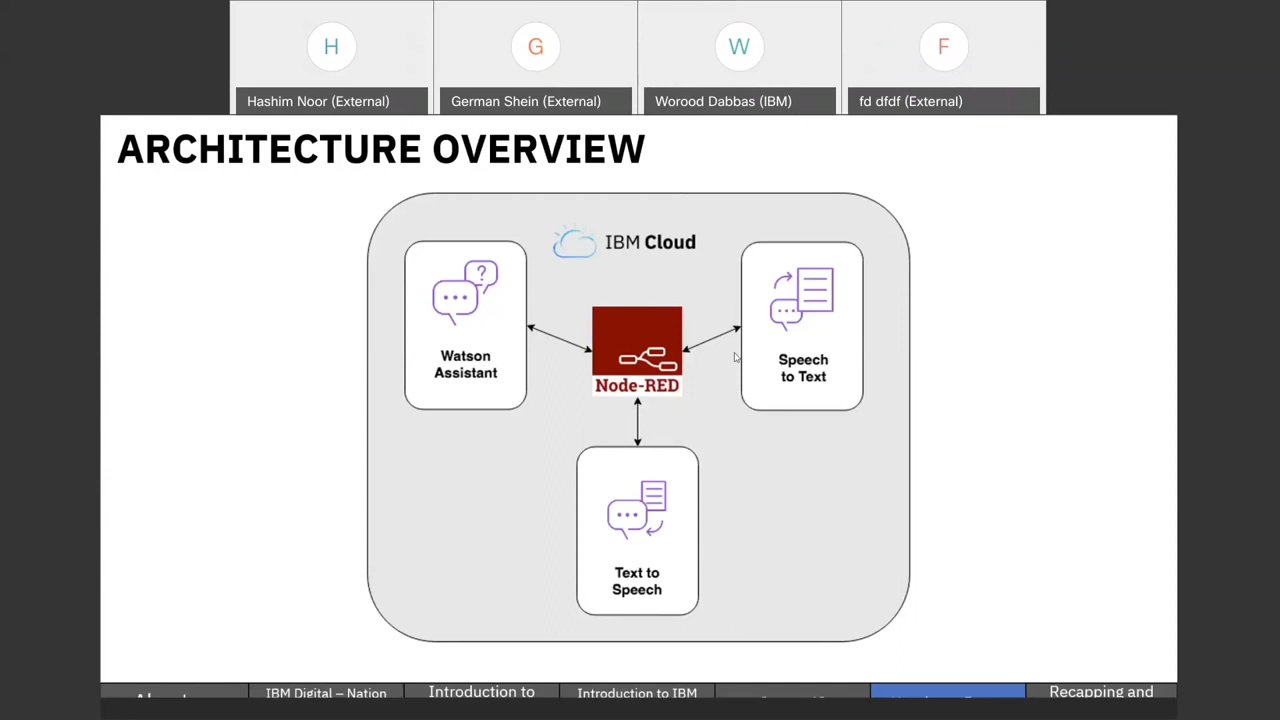 H
G
W
F
Hashim Noor (External)
German Shein (External)
Worood Dabbas (IBM)
fd dfdf (External)
ARCHITECTURE OVERVIEW
IBM Cloud
?
Watson
Assistant
Node-RED
Speech
to Text
Text to
Speech
IBM Digital – Nation
Introduction to
Introduction to IBM
Recapping and